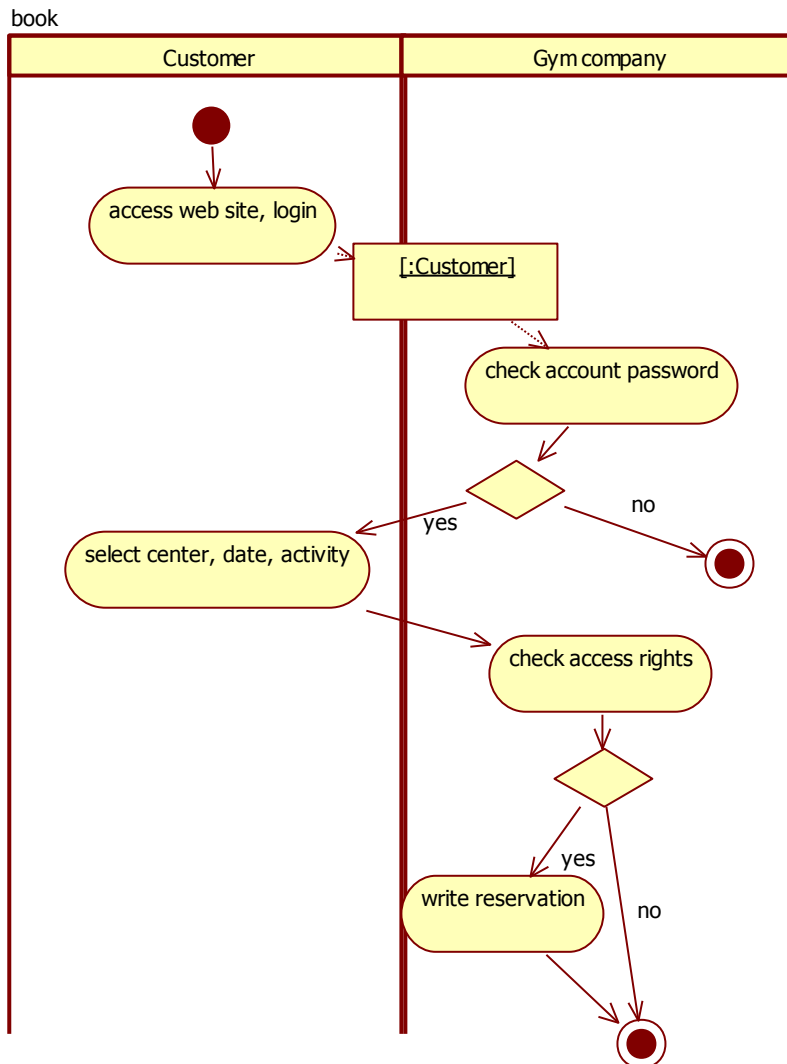 book
Customer
Gym company
access web site, login
[:Customer]
check account password
yes
no
select center, date, activity
check access rights
yes
write reservation
no